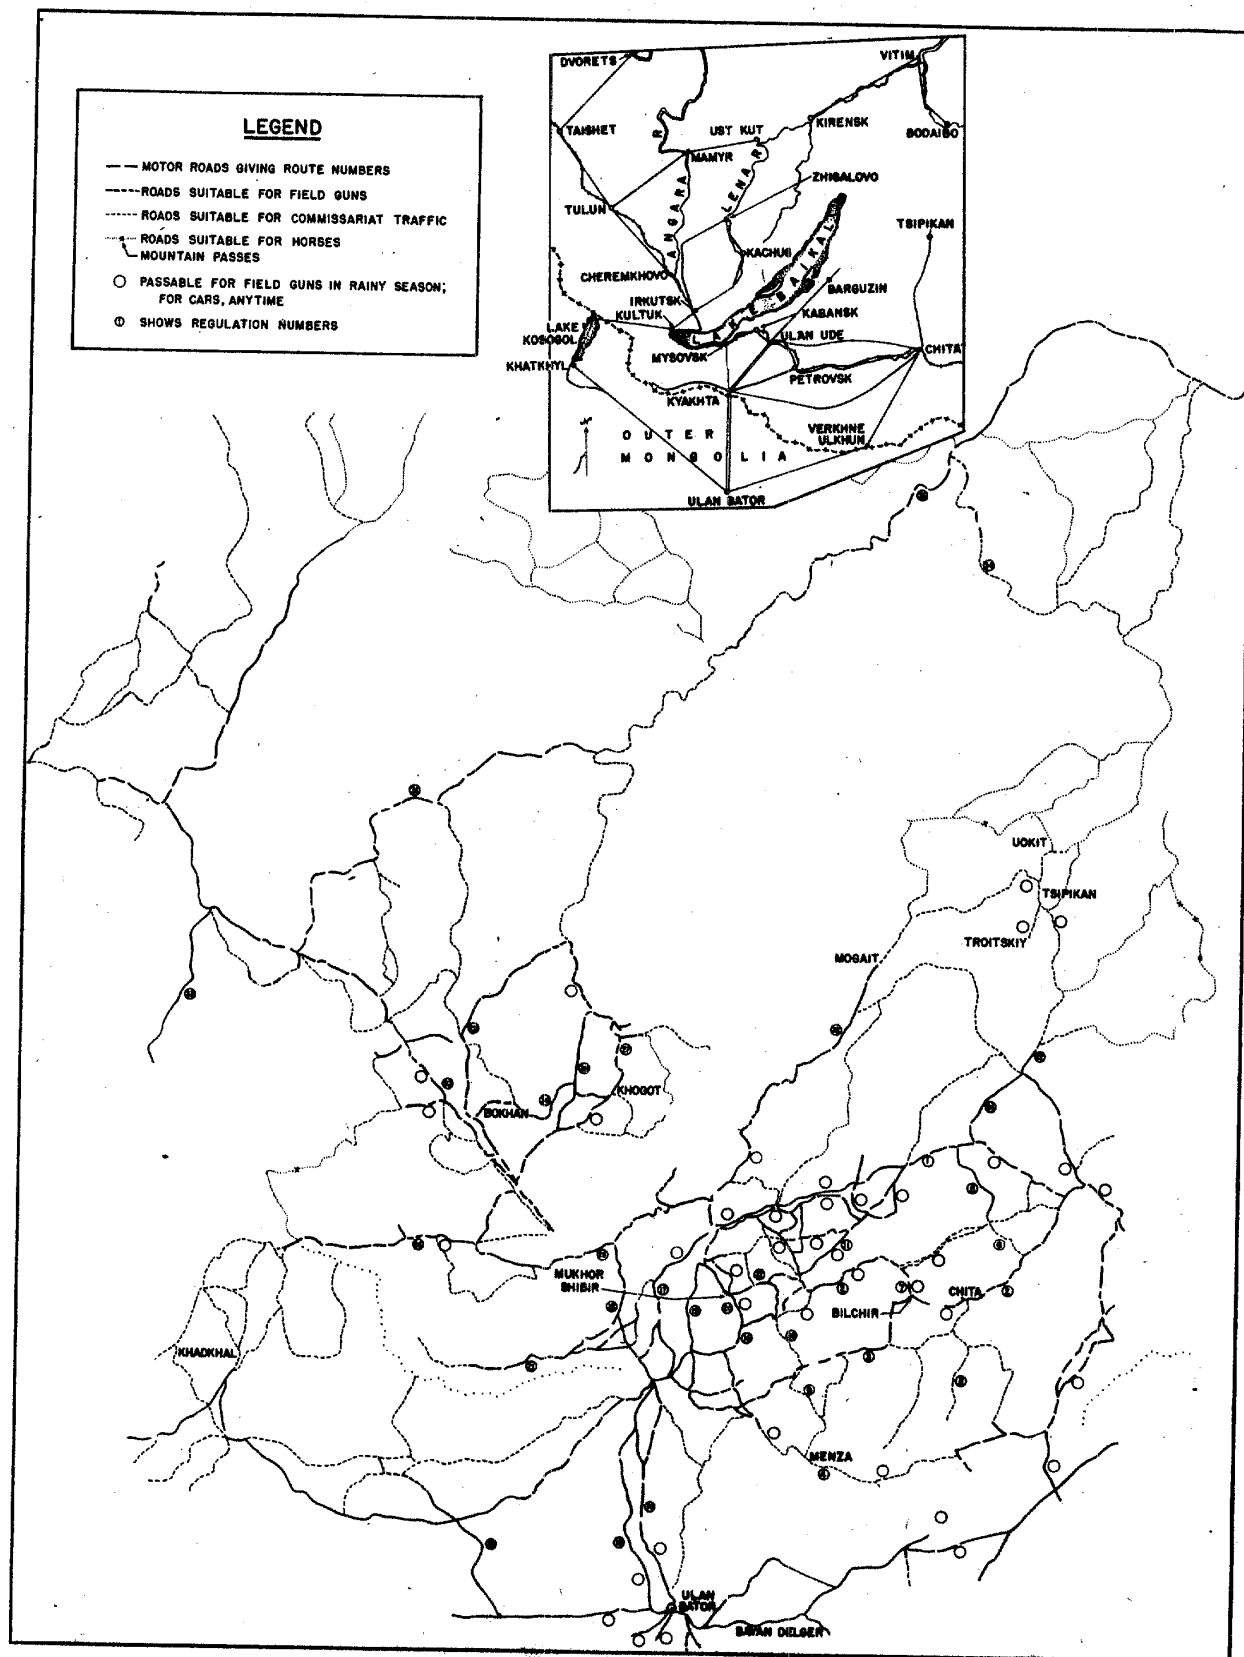 LEGEND
MOTOR ROADS GIVING ROUTE NUMBERS
ROADS SUITABLE FOR FIELD GUNS
ROADS SUITABLE FOR COMMISSARIAT TRAFFIC
ROADS SUITABLE FOR HORSES
MOUNTAIN PASSES
PASSABLE FOR FIELD GUNS IN RAINY SEASON;
FOR CARS, ANYTIME
SHOWS REGULATION NUMBERS
DVORETS
VITIM
TAISHET
UST KUT
KIRENSK
BODAIBO
MAMYR
ANGARA R
LENA R
ZHIGALOVO
TULUN
TSIPIKAN
KACHUG
CHEREMKHOVO
LAKE BAIKAL
BARGUZIN
IRKUTSK
KULTUK
KABANSK
LAKE
KOSOGOL
ULAN UDE
MYSOVSK
CHITA
KHATKHYL
PETROVSK
KYAKHTA
VERKHNE
ULKHUN
OUTER
MONGOLIA
ULAN BATOR
UOKIT
TSIPIKAN
TROITSKIY
MOGAIT
KHOGOT
BOKHAN
MUKHOR
SHIBIR
CHITA
BILCHIR
KHADKHAL
MENZA
ULAN
BATOR
BAYAN DELGER